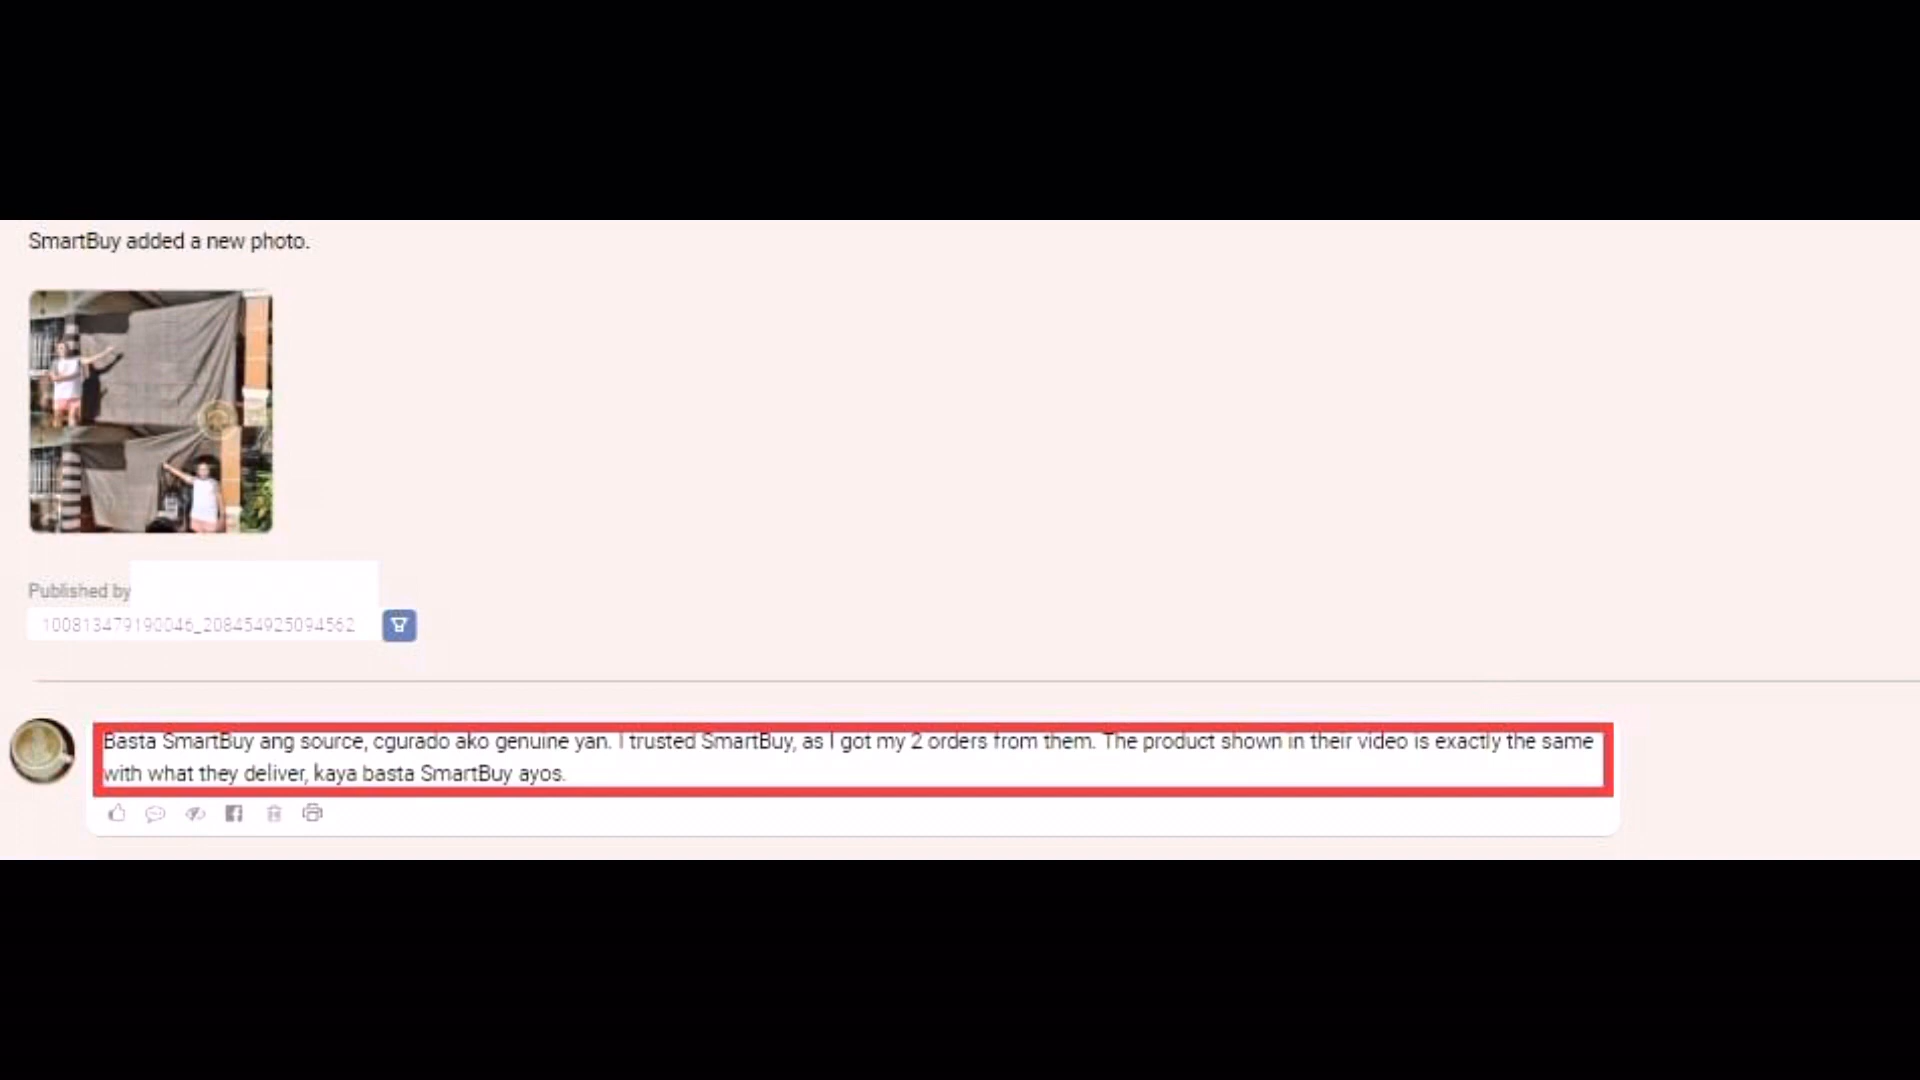 SmartBuy added a new photo.
Published by
100813479190046_208454925094562
Basta SmartBuy ang source, cgurado ako genuine yan. I trusted SmartBuy, as I got my 2 orders from them. The product shown in their video is exactly the same
with what they deliver, kaya basta SmartBuy ayos.